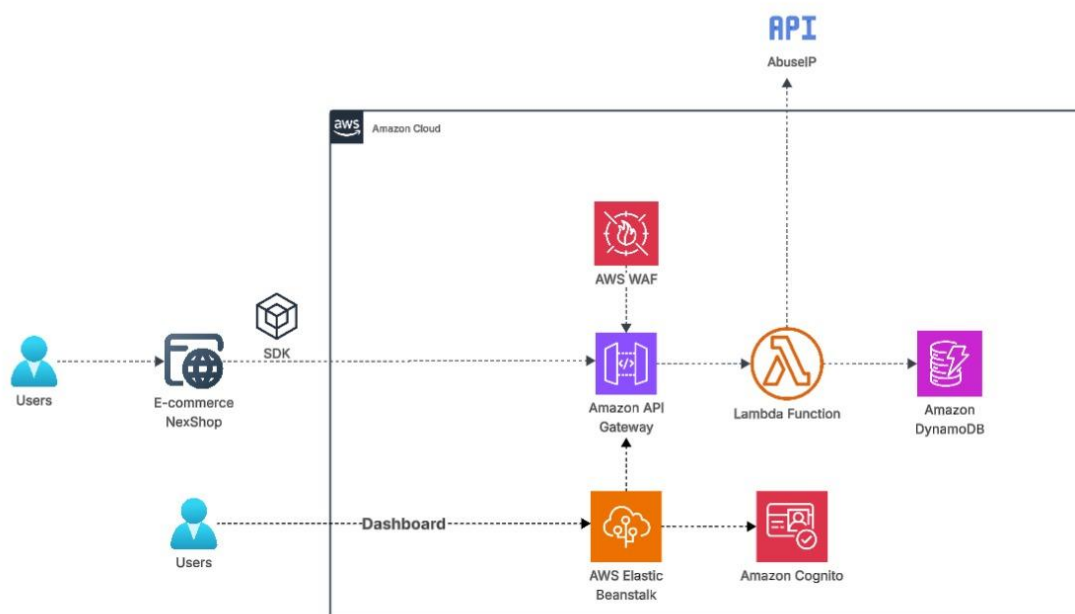 API
AbuseIP
aws
Amazon Cloud
AWS WAF
SDK
Users
E-commerce
NexShop
</>
Amazon API
Gateway
Lambda Function
Amazon
DynamoDB
Dashboard
Users
AWS Elastic
Beanstalk
Amazon Cognito